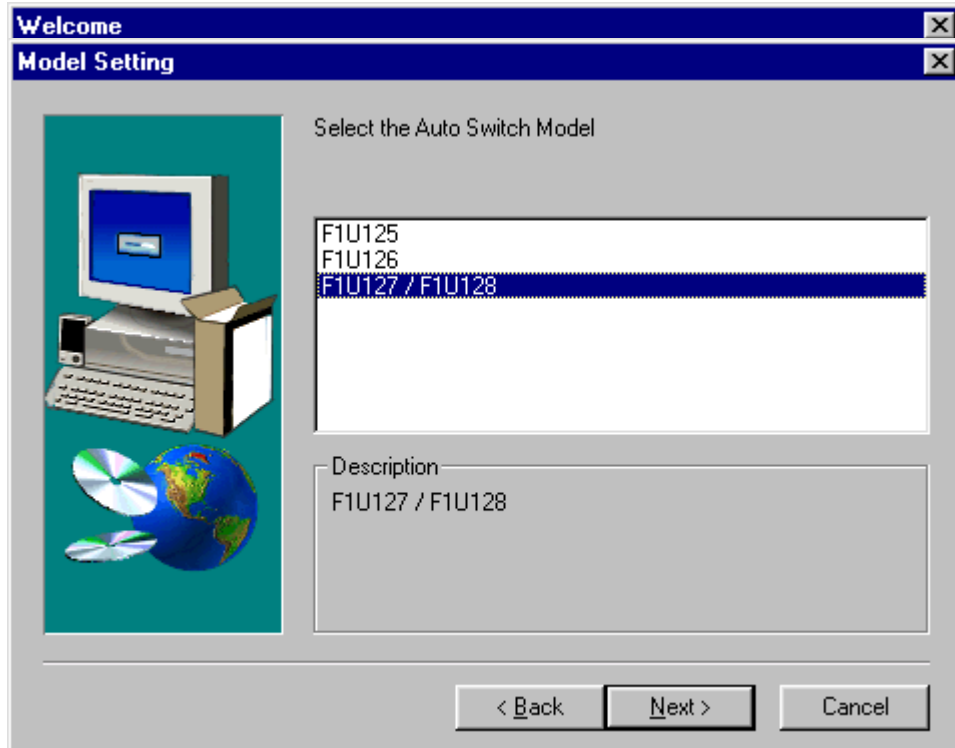 Welcome
Model Setting
Select the Auto Switch Model
F1U125
F1U126
F1U127 / F1U128
Description
F1U127 / F1U128
< Back
Next >
Cancel